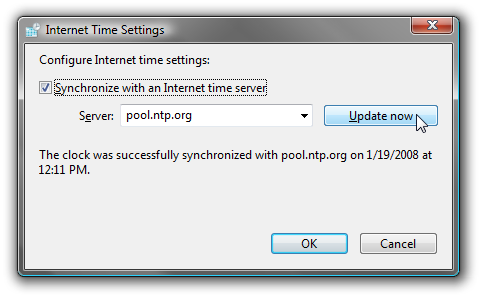 Internet Time Settings
Configure Internet time settings:
Synchronize with an Internet time server
Server: pool.ntp.org Update now
The clock was successfully synchronized with pool.ntp.org on 1/19/2008 at
12:11 PM.
OK Cancel